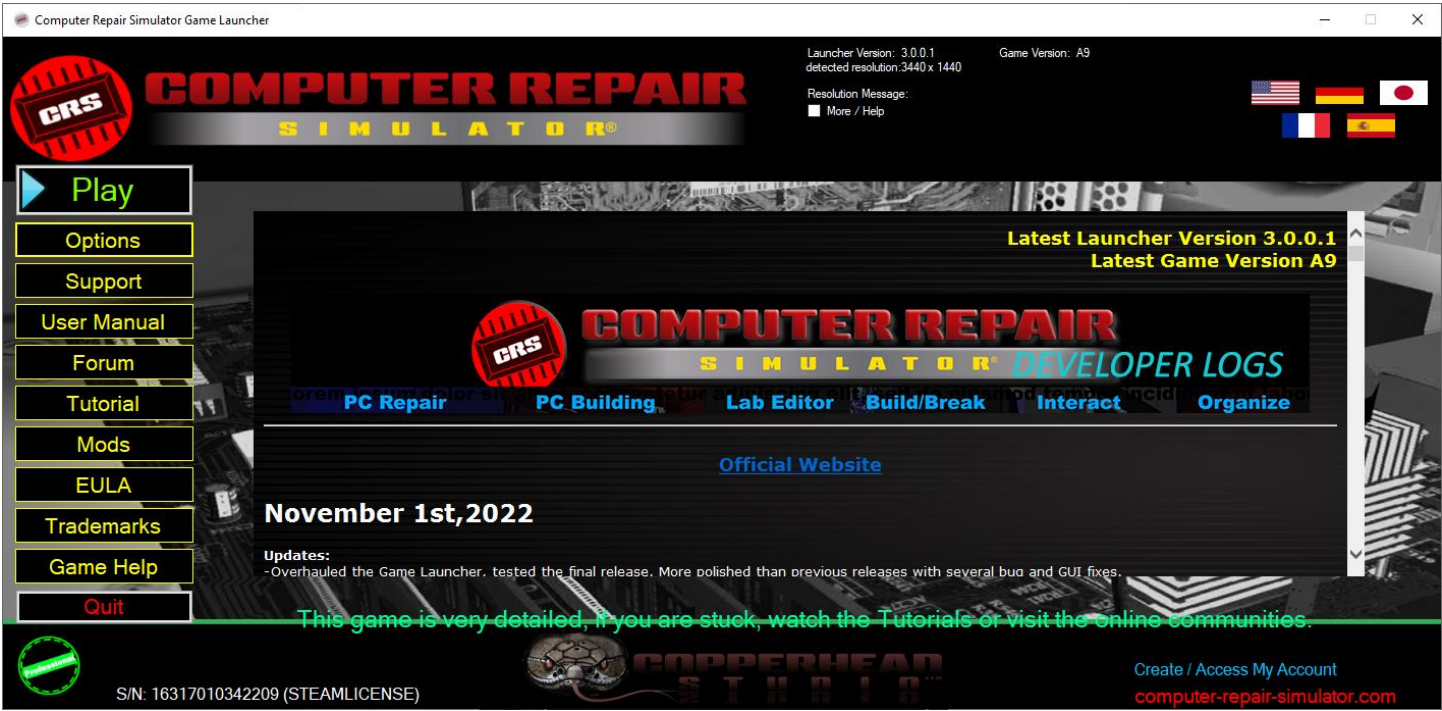 Computer Repair Simulator Game Launcher
CRS
COMPUTER REPAIR
SIMULATOR®
Launcher Version: 3.0.0.1
Game Version: A9
detected resolution:3440 x 1440
Resolution Message:
More / Help
Play
Options
Support
User Manual
Forum
Tutorial
Mods
EULA
Trademarks
Game Help
Quit
Latest Launcher Version 3.0.0.1
Latest Game Version A9
CRS
COMPUTER REPAIR
SIMULATOR® DEVELOPER LOGS
PC Repair PC Building Lab Editor Build/Break Interact Organize
Official Website
November 1st,2022
Updates:
-Overhauled the Game Launcher, tested the final release. More polished than previous releases with several bug and GUI fixes.
This game is very detailed, if you are stuck, watch the Tutorials or visit the online communities.
Professional
S/N: 16317010342209 (STEAMLICENSE)
COPPERHEAD
STUDIO
Create / Access My Account
computer-repair-simulator.com